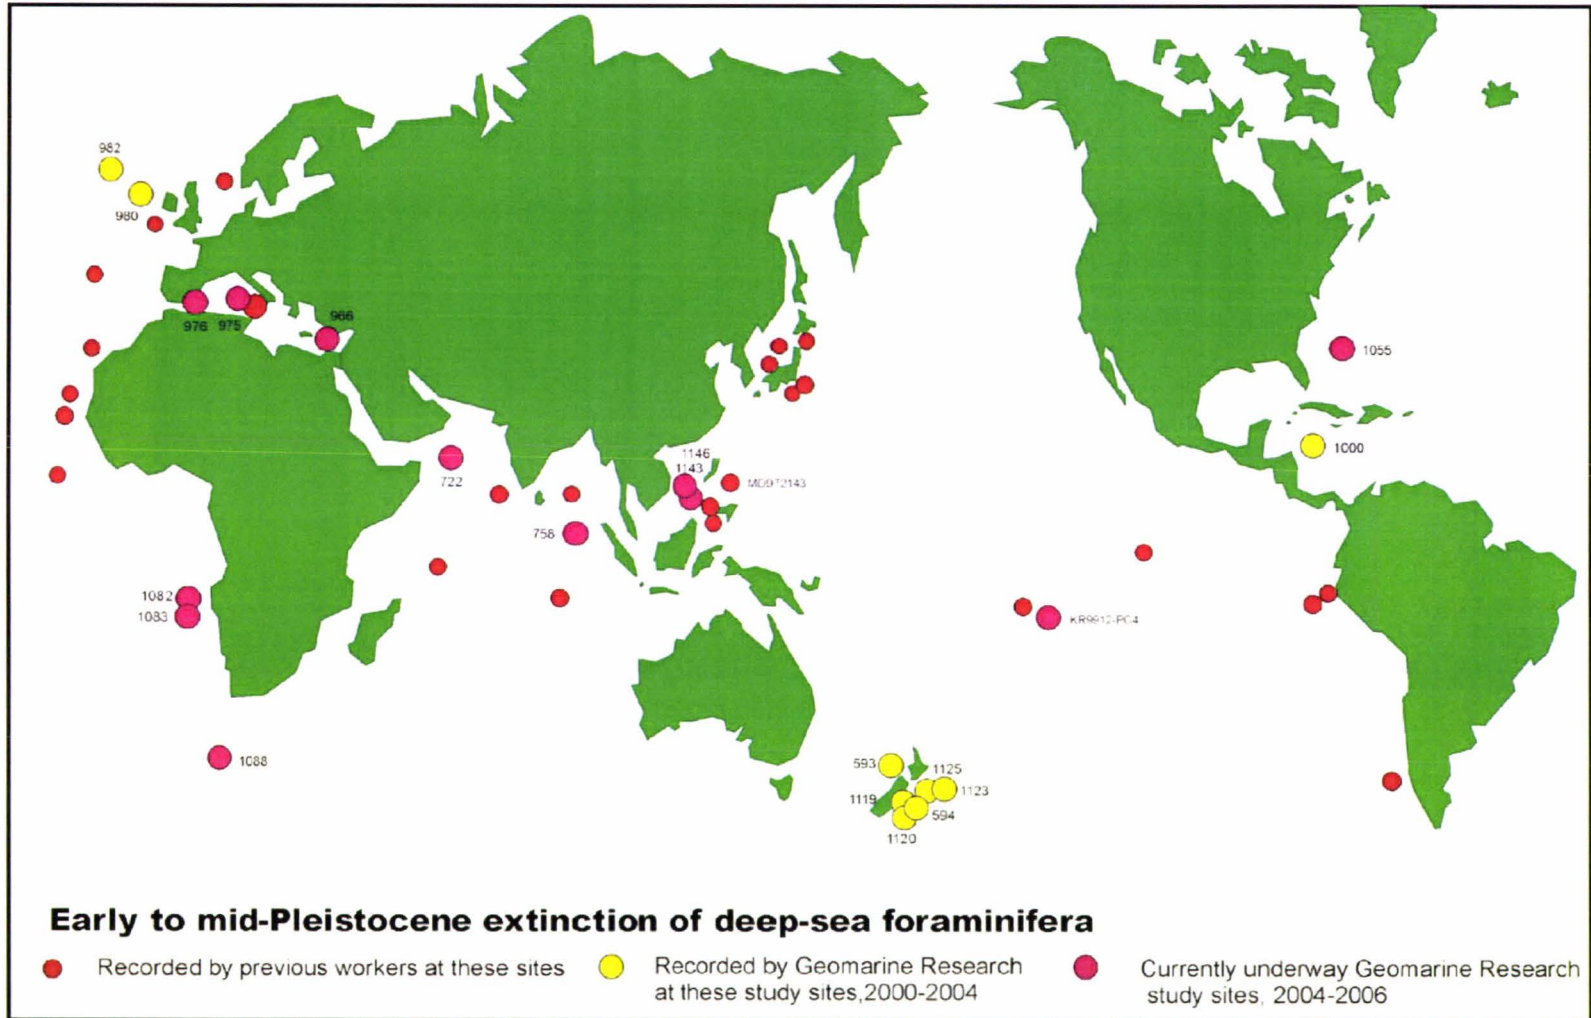 982
980
976
975
966
1055
1000
722
1146
1143
MD972143
758
1082
1083
KR9912-PC4
1088
593
1125
1123
1119
594
1120
Early to mid-Pleistocene extinction of deep-sea foraminifera
Recorded by previous workers at these sites
Recorded by Geomarine Research
at these study sites,2000-2004
Currently underway Geomarine Research
study sites, 2004-2006